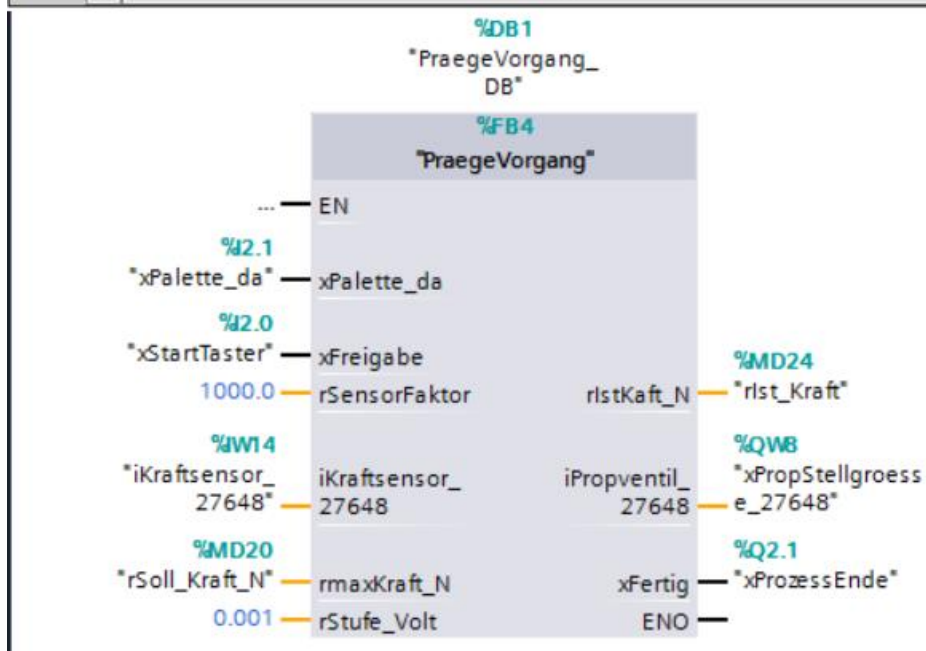 %DB1
"PraegeVorgang_
DB"
%FB4
"PraegeVorgang"
... EN
%I2.1
"xPalette_da" xPalette_da
%I2.0
"xStartTaster" xFreigabe
1000.0 rSensorFaktor
%IW14
"iKraftsensor_
27648"
iKraftsensor_
27648
%MD20
"rSoll_Kraft_N" rmaxKraft_N
0.001 rStufe_Volt
%MD24
rIstKaft_N "rIst_Kraft"
%QW8
iPropventil_
27648
"xPropStellgroess
e_27648"
%Q2.1
xFertig "xProzessEnde"
ENO